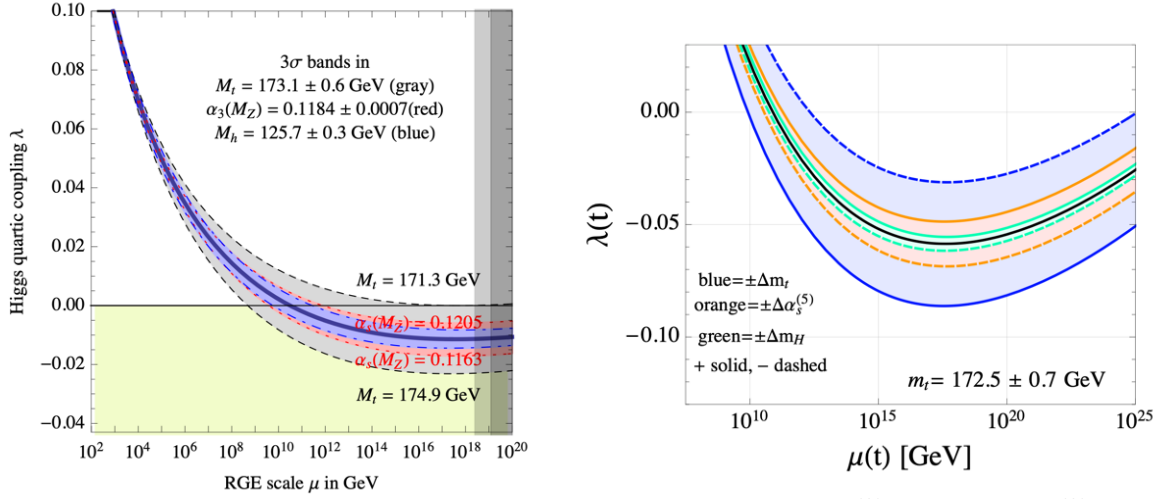 0.10
0.08
0.06
0.04
0.02
0.00
−0.02
−0.04
Higgs quartic coupling λ
3σ bands in
M_t = 173.1 ± 0.6 GeV (gray)
α_3(M_Z) = 0.1184 ± 0.0007(red)
M_h = 125.7 ± 0.3 GeV (blue)
M_t = 171.3 GeV
α_s(M_Z) = 0.1205
α_s(M_Z) = 0.1163
M_t = 174.9 GeV
10^2 10^4 10^6 10^8 10^10 10^12 10^14 10^16 10^18 10^20
RGE scale μ in GeV
0.00
−0.05
−0.10
λ(t)
blue=±Δm_t
orange=±Δα_s^(5)
green=±Δm_H
+ solid, − dashed
m_t= 172.5 ± 0.7 GeV
10^10 10^15 10^20 10^25
μ(t) [GeV]